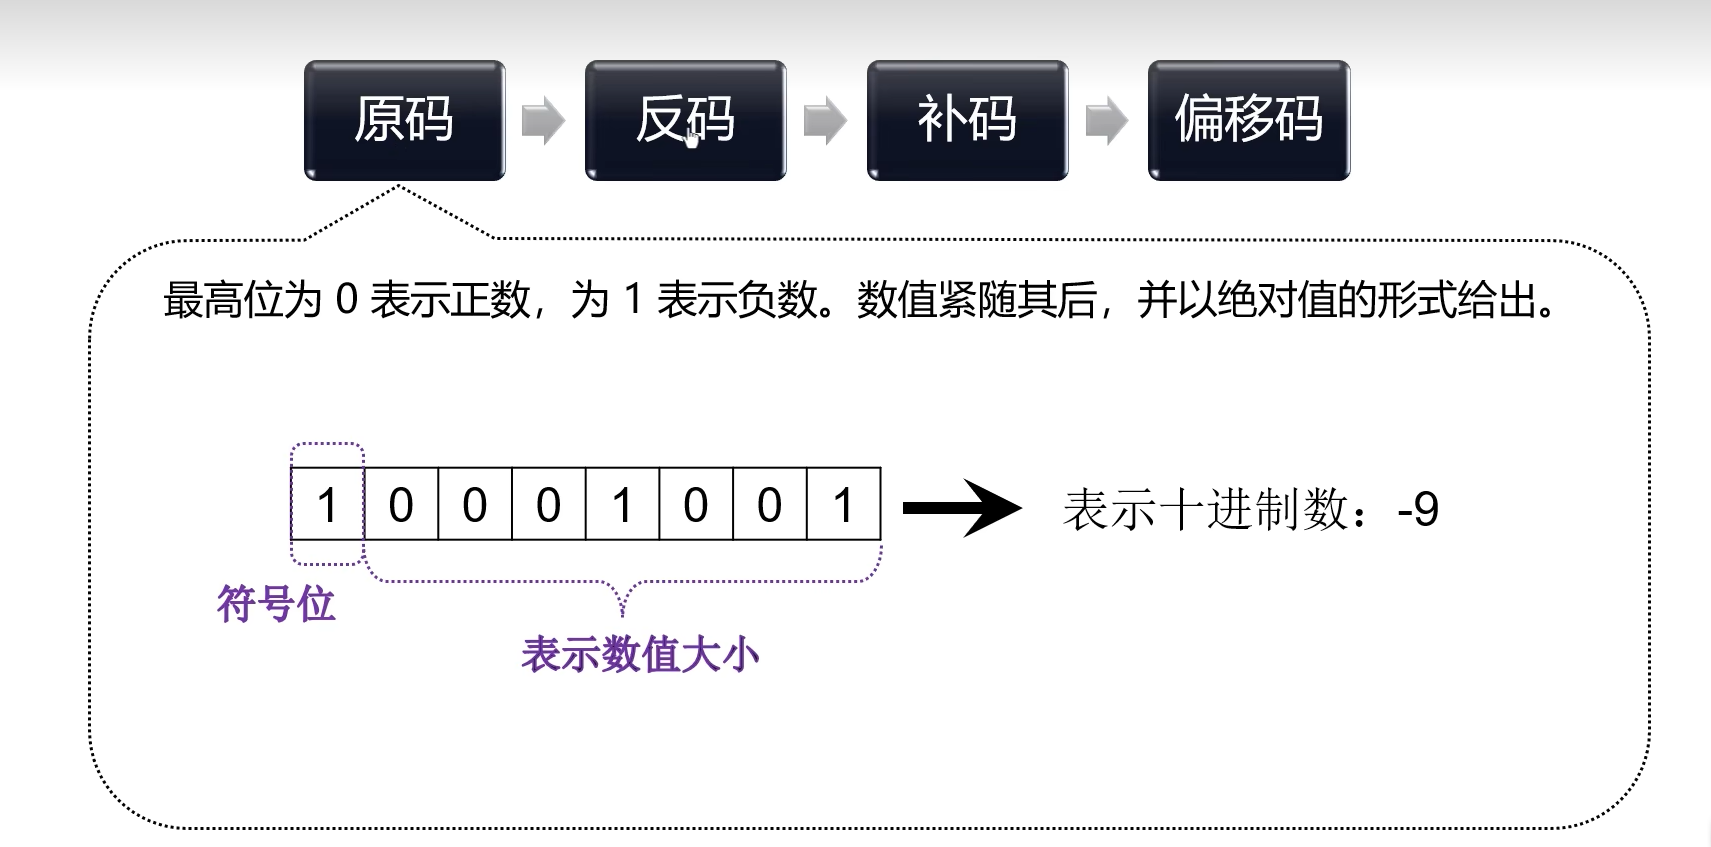 原码 反码 补码 偏移码
最高位为 0 表示正数，为 1 表示负数。数值紧随其后，并以绝对值的形式给出。
1 0 0 0 1 0 0 1 表示十进制数：-9
符号位
表示数值大小